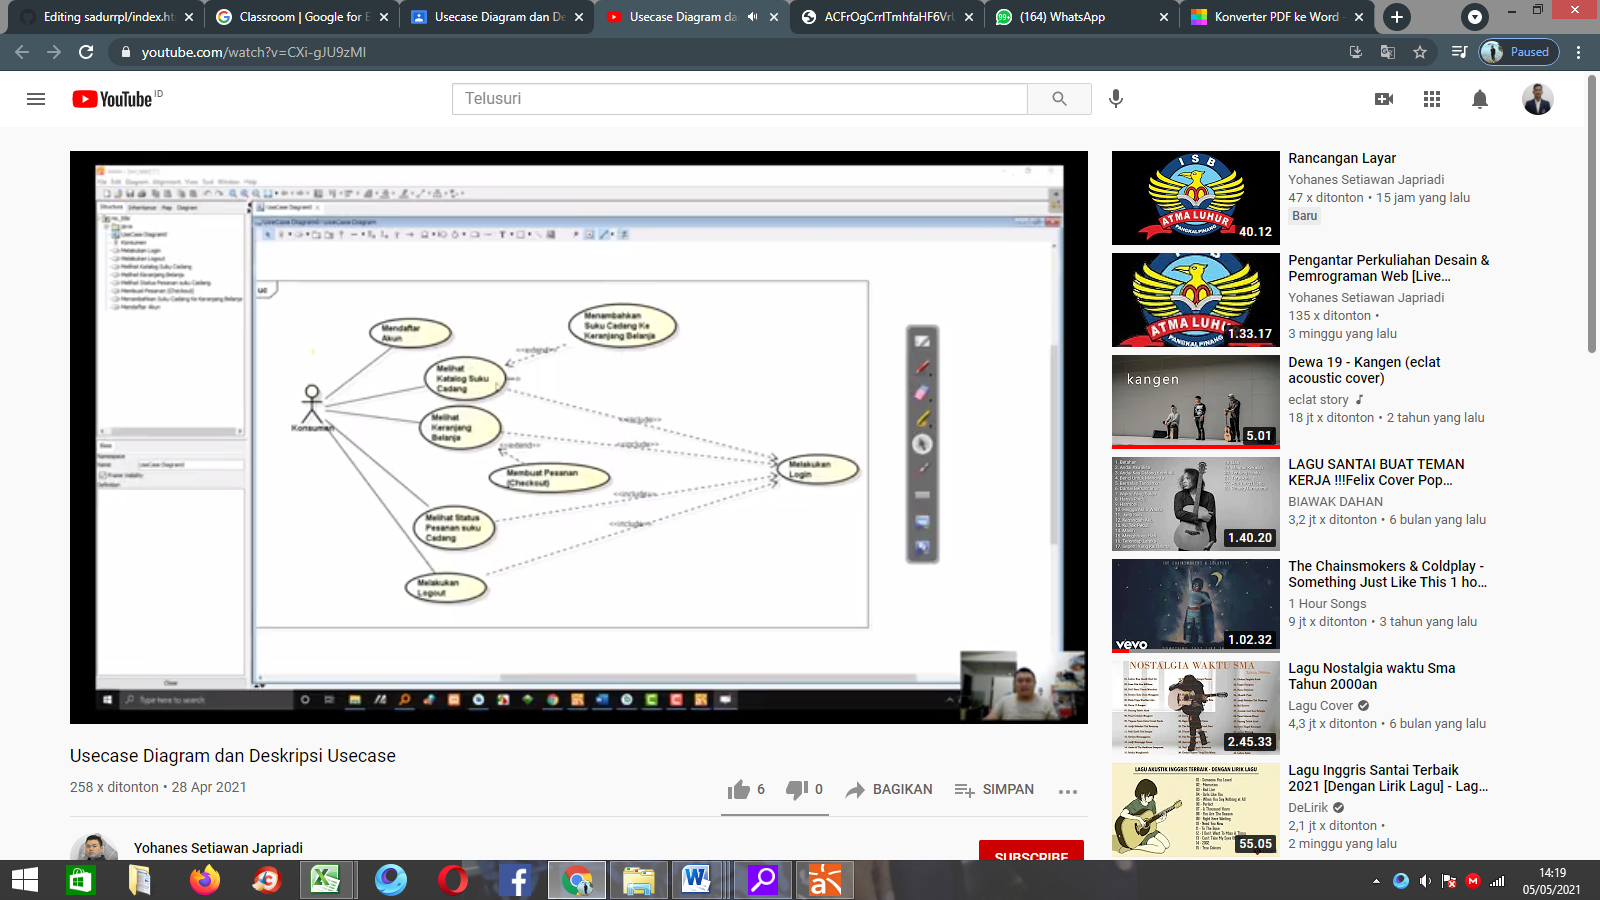 Editing sadurrpl/index.ht
Classroom | Google for E
Usecase Diagram dan De
Usecase Diagram da
ACFrOgCrrITmhfaHF6Vr
(164) WhatsApp
Konverter PDF ke Word -
youtube.com/watch?v=CXi-gJU9zMI
Paused
YouTube ID
Telusuri
Type here to search
uc
Mendaftar
Akun
Menambahkan
Suku Cadang Ke
Keranjang Belanja
<<extend>>
Melihat
Katalog Suku
Cadang
Konsumen
Melihat
Keranjang
Belanja
<<include>>
<<include>>
<<extend>>
Membuat Pesanan
(Checkout)
Melakukan
Login
<<include>>
Melihat Status
Pesanan suku
Cadang
<<include>>
Melakukan
Logout
Usecase Diagram dan Deskripsi Usecase
258 x ditonton • 28 Apr 2021
6
0
BAGIKAN
SIMPAN
Yohanes Setiawan Japriadi
SUBSCRIBE
ISB
ATMA LUHUR
PANGKALPINANG
40.12
Rancangan Layar
Yohanes Setiawan Japriadi
47 x ditonton • 15 jam yang lalu
Baru
ATMA LUHUR
PANGKALPINANG
1.33.17
Pengantar Perkuliahan Desain &
Pemrograman Web [Live...
Yohanes Setiawan Japriadi
135 x ditonton •
3 minggu yang lalu
kangen
5.01
Dewa 19 - Kangen (eclat
acoustic cover)
eclat story
18 jt x ditonton • 2 tahun yang lalu
1.40.20
LAGU SANTAI BUAT TEMAN
KERJA !!!Felix Cover Pop...
BIAWAK DAHAN
3,2 jt x ditonton • 6 bulan yang lalu
THE CHAINSMOKERS & COLDPLAY
vevo
1.02.32
The Chainsmokers & Coldplay -
Something Just Like This 1 ho...
1 Hour Songs
9 jt x ditonton • 3 tahun yang lalu
NOSTALGIA WAKTU SMA
2.45.33
Lagu Nostalgia waktu Sma
Tahun 2000an
Lagu Cover
4,3 jt x ditonton • 6 bulan yang lalu
LAGU AKUSTIK INGGRIS TERBAIK - DENGAN LIRIK LAGU
55.05
Lagu Inggris Santai Terbaik
2021 [Dengan Lirik Lagu] - Lag...
DeLirik
2,1 jt x ditonton •
2 minggu yang lalu
14:19
05/05/2021